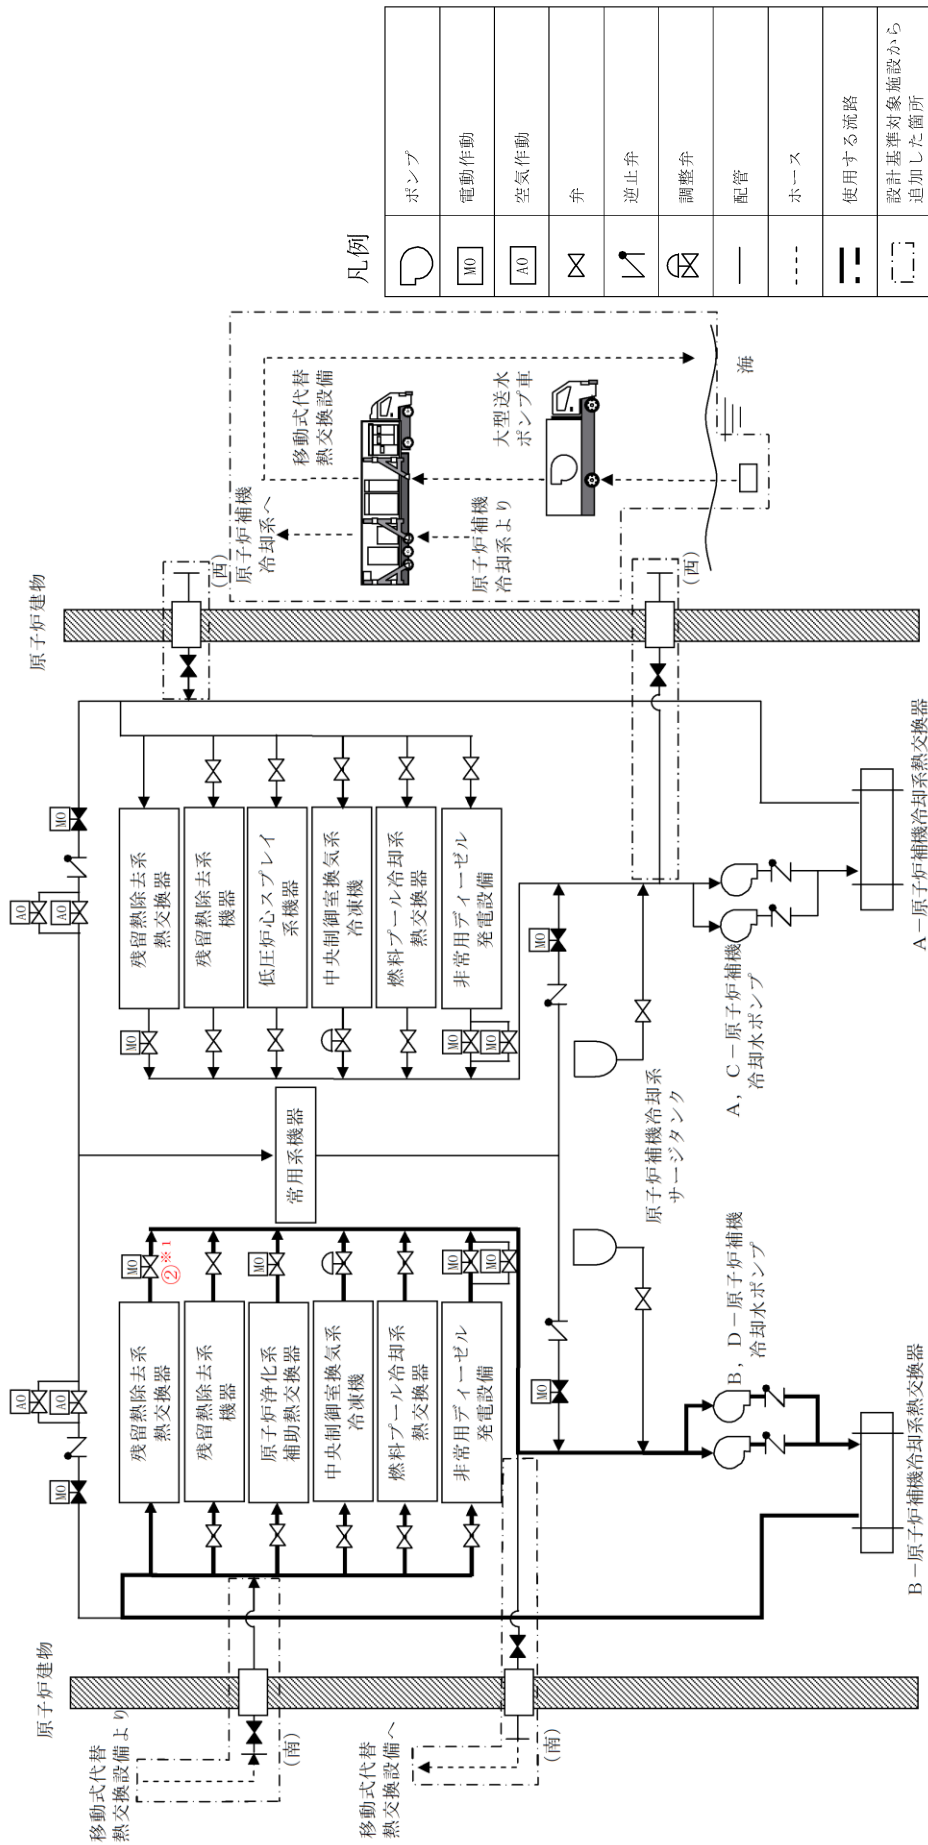 原子炉建物
移動式代替
熱交換設備より
(南)
移動式代替
熱交換設備へ
(南)
MO
AO
AO
残留熱除去系
熱交換器
MO
②※1
残留熱除去系
機器
原子炉浄化系
補助熱交換器
MO
中央制御室換気系
冷凍機
燃料プール冷却系
熱交換器
非常用ディーゼル
発電設備
MO
MO
常用系機器
AO
AO
MO
MO
残留熱除去系
熱交換器
残留熱除去系
機器
低圧炉心スプレイ
系機器
中央制御室換気系
冷凍機
燃料プール冷却系
熱交換器
MO
MO
非常用ディーゼル
発電設備
MO
MO
原子炉補機冷却系
サージタンク
B,D-原子炉補機
冷却水ポンプ
A,C-原子炉補機
冷却水ポンプ
B-原子炉補機冷却系熱交換器
A-原子炉補機冷却系熱交換器
原子炉建物
(西)
(西)
原子炉補機
冷却系へ
移動式代替
熱交換設備
原子炉補機
冷却系より
大型送水
ポンプ車
海
凡例
ポンプ
MO
電動作動
AO
空気作動
弁
逆止弁
調整弁
配管
ホース
使用する流路
設計基準対象施設から
追加した箇所